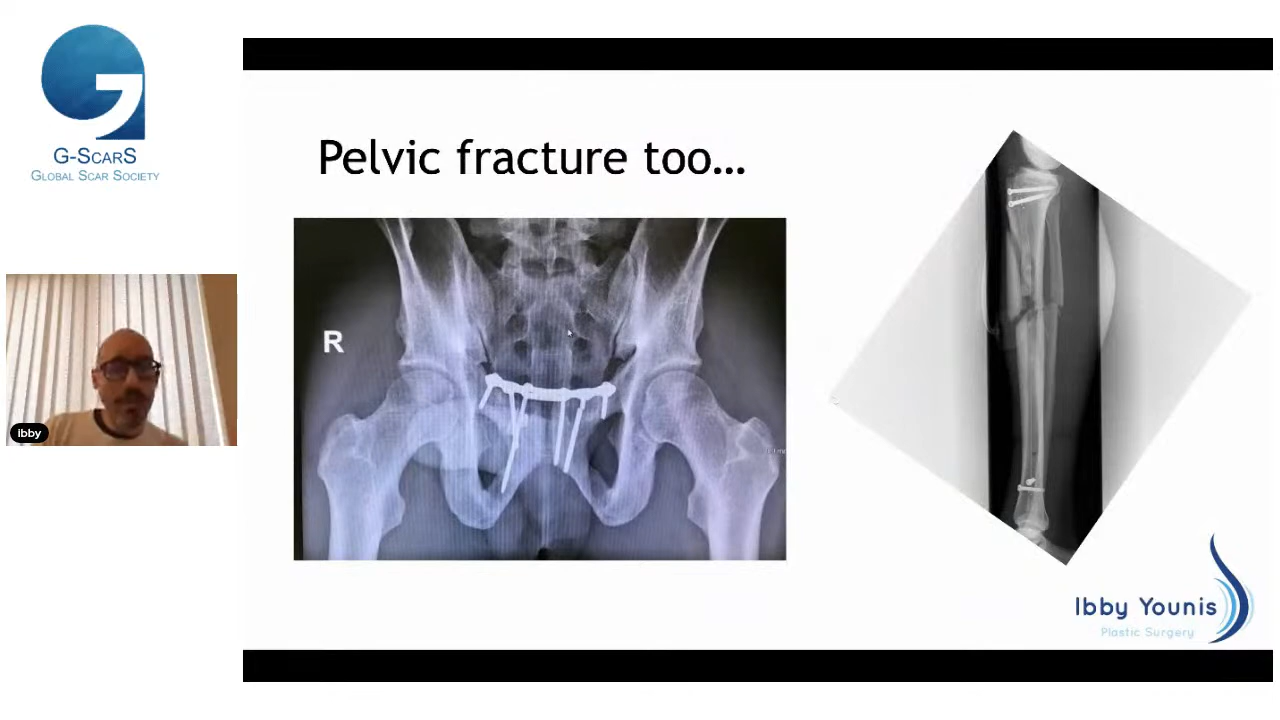 G-SCARS
GLOBAL SCAR SOCIETY
Pelvic fracture too...
R
ibby
Ibby Younis
Plastic Surgery